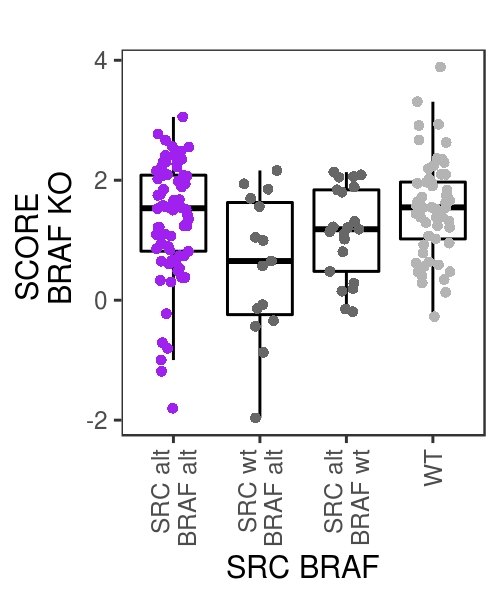 SCORE
BRAF KO
4
2
0
-2
SRC alt
BRAF alt
SRC wt
BRAF alt
SRC alt
BRAF wt
WT
SRC BRAF